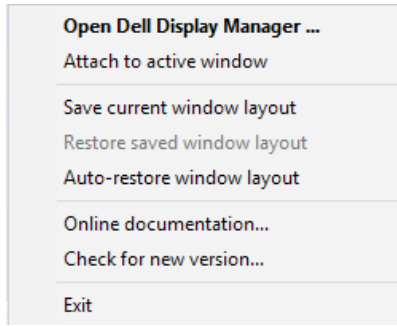 Open Dell Display Manager ...
Attach to active window
Save current window layout
Restore saved window layout
Auto-restore window layout
Online documentation...
Check for new version...
Exit